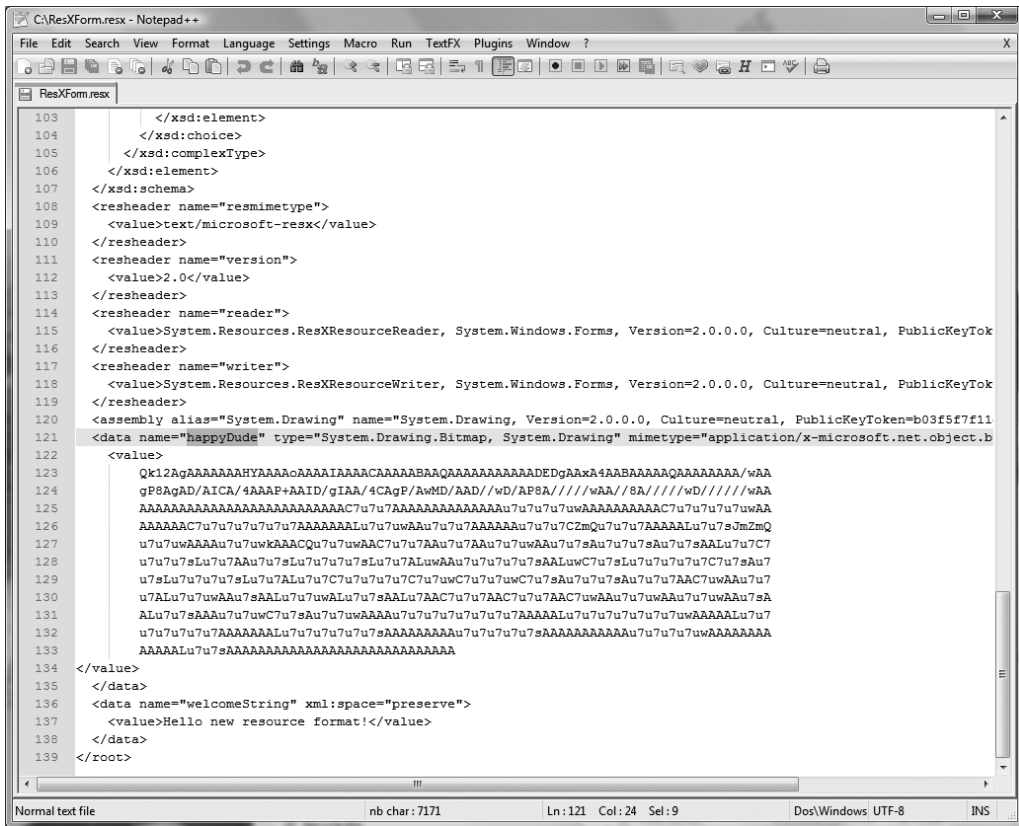 C:\ResXForm.resx - Notepad++
File Edit Search View Format Language Settings Macro Run TextFX Plugins Window ? X
ResXForm.resx
103 </xsd:element>
104 </xsd:choice>
105 </xsd:complexType>
106 </xsd:element>
107 </xsd:schema>
108 <resheader name="resmimetype">
109 <value>text/microsoft-resx</value>
110 </resheader>
111 <resheader name="version">
112 <value>2.0</value>
113 </resheader>
114 <resheader name="reader">
115 <value>System.Resources.ResXResourceReader, System.Windows.Forms, Version=2.0.0.0, Culture=neutral, PublicKeyTok
116 </resheader>
117 <resheader name="writer">
118 <value>System.Resources.ResXResourceWriter, System.Windows.Forms, Version=2.0.0.0, Culture=neutral, PublicKeyTok
119 </resheader>
120 <assembly alias="System.Drawing" name="System.Drawing, Version=2.0.0.0, Culture=neutral, PublicKeyToken=b03f5f7f11
121 <data name="happyDude" type="System.Drawing.Bitmap, System.Drawing" mimetype="application/x-microsoft.net.object.b
122 <value>
123 Qk12AgAAAAAAAHYAAAAoAAAAIAAAACAAAAABAAQAAAAAAAAAAADEDgAAxA4AABAAAAAQAAAAAAAA/wAA
124 gP8AgAD/AICA/4AAAP+AAID/gIAA/4CAgP/AwMD/AAD//wD/AP8A/////wAA//8A/////wD//////wAA
125 AAAAAAAAAAAAAAAAAAAAAAAAAAC7u7u7AAAAAAAAAAAAAAu7u7u7u7uwAAAAAAAAAAC7u7u7u7u7uwAA
126 AAAAAAC7u7u7u7u7u7AAAAAAALu7u7uwAAu7u7u7AAAAAAu7u7u7CZmQu7u7u7AAAAALu7u7sJmZmQ
127 u7u7uwAAAAu7u7uwkAAACQu7u7uwAAC7u7u7AAu7u7AAu7u7uwAAu7u7sAu7u7u7sAu7u7sAALu7u7C7
128 u7u7u7sLu7u7AAu7u7sLu7u7u7u7sLu7u7ALuwAAu7u7u7u7u7sAALuwC7u7sLu7u7u7u7u7C7u7sAu7
129 u7sLu7u7u7u7sLu7u7ALu7u7C7u7u7u7u7C7u7uwC7u7u7uwC7u7sAu7u7sAu7u7u7AAC7uwAAu7u7
130 u7ALu7u7uwAAu7sAALu7u7uwALu7u7sAALu7AAC7u7u7AAC7u7u7AAC7uwAAu7u7uwAAu7u7uwAAu7sA
131 ALu7u7sAAAu7u7uwC7u7sAu7u7uwAAAAu7u7u7u7u7u7u7u7AAAAALu7u7u7u7u7u7u7uwAAAAALu7u7
132 u7u7u7u7u7AAAAAAALu7u7u7u7u7u7sAAAAAAAAAu7u7u7u7u7sAAAAAAAAAAAu7u7u7u7uwAAAAAAAA
133 AAAAALu7u7sAAAAAAAAAAAAAAAAAAAAAAAAAAA
134 </value>
135 </data>
136 <data name="welcomeString" xml:space="preserve">
137 <value>Hello new resource format!</value>
138 </data>
139 </root>
Normal text file nb char : 7171 Ln : 121 Col : 24 Sel : 9 Dos\Windows UTF-8 INS